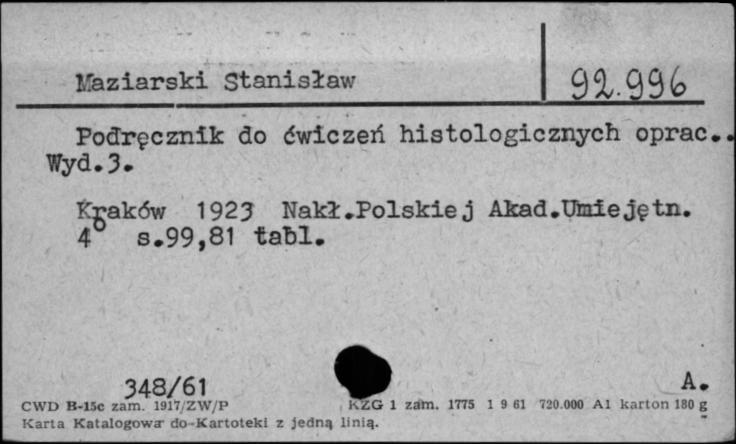 Maziarski Stanisław
92.996
Podręcznik do ćwiczeń histologicznych oprac..
Wyd.3.
Kraków 1923 Nakł.Polskiej Akad.Umiejętn.
4° s.99,81 tabl.
348/61
A.
CWD B-15c zam. 1917/ZW/P KZG 1 zam. 1775 1 9 61 720.000 A1 karton 180 g
Karta Katalogowa do Kartoteki z jedną linią.